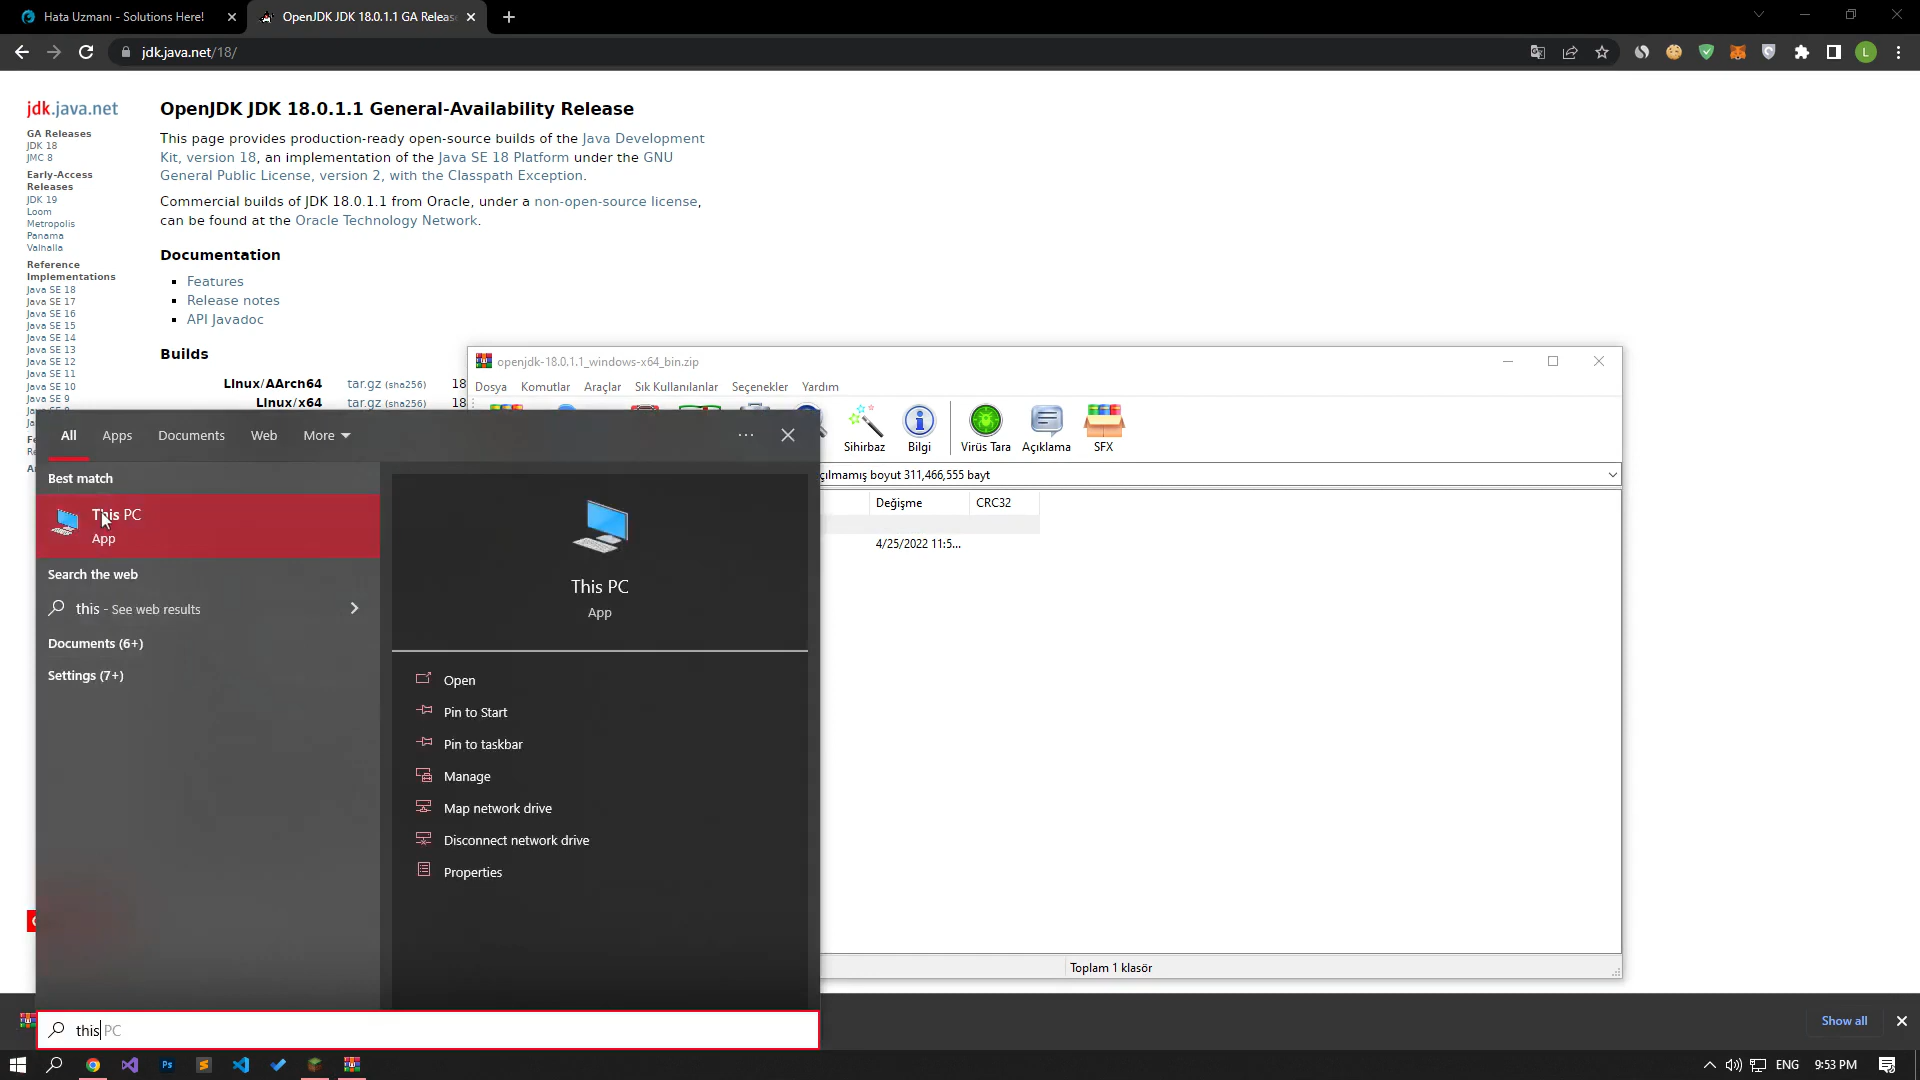 Hata Uzmanı - Solutions Here!
OpenJDK JDK 18.0.1.1 GA Release
jdk.java.net/18/
jdk.java.net
GA Releases
JDK 18
JMC 8
Early-Access
Releases
JDK 19
Loom
Metropolis
Panama
Valhalla
Reference
Implementations
Java SE 18
Java SE 17
Java SE 16
Java SE 15
Java SE 14
Java SE 13
Java SE 12
Java SE 11
Java SE 10
Java SE 9
OpenJDK JDK 18.0.1.1 General-Availability Release
This page provides production-ready open-source builds of the Java Development
Kit, version 18, an implementation of the Java SE 18 Platform under the GNU
General Public License, version 2, with the Classpath Exception.
Commercial builds of JDK 18.0.1.1 from Oracle, under a non-open-source license,
can be found at the Oracle Technology Network.
Documentation
Features
Release notes
API Javadoc
Builds
Linux/AArch64 tar.gz (sha256) 18
Linux/x64 tar.gz (sha256) 18
openjdk-18.0.1.1_windows-x64_bin.zip
Dosya Komutlar Araçlar Sık Kullanılanlar Seçenekler Yardım
Sihirbaz Bilgi Virüs Tara Açıklama SFX
çılmamış boyut 311,466,555 bayt
Değişme CRC32
4/25/2022 11:5...
Toplam 1 klasör
All Apps Documents Web More
Best match
This PC
App
Search the web
this - See web results
Documents (6+)
Settings (7+)
This PC
App
Open
Pin to Start
Pin to taskbar
Manage
Map network drive
Disconnect network drive
Properties
this PC
Show all
L
Ps
ENG 9:53 PM